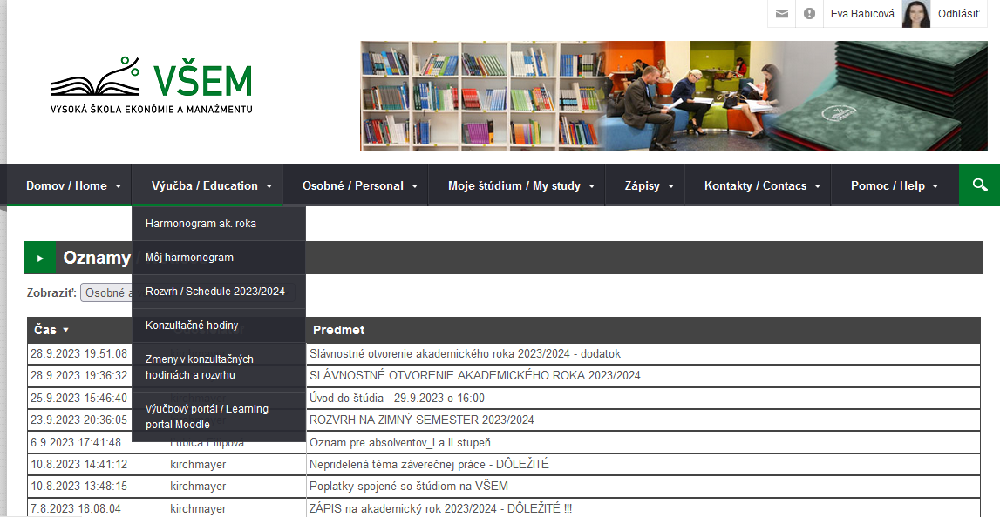 Eva Babicová
Odhlásiť
VŠEM
VYSOKÁ ŠKOLA EKONÓMIE A MANAŽMENTU
Domov / Home
Výučba / Education
Osobné / Personal
Moje štúdium / My study
Zápisy
Kontakty / Contacs
Pomoc / Help
Harmonogram ak. roka
Môj harmonogram
Rozvrh / Schedule 2023/2024
Konzultačné hodiny
Zmeny v konzultačných
hodinách a rozvrhu
Výučbový portál / Learning
portal Moodle
Oznamy /
Zobraziť: Osobné a
Čas Predmet
28.9.2023 19:51:08 Slávnostné otvorenie akademického roka 2023/2024 - dodatok
28.9.2023 19:36:32 SLÁVNOSTNÉ OTVORENIE AKADEMICKÉHO ROKA 2023/2024
25.9.2023 15:46:40 kirchmayer Úvod do štúdia - 29.9.2023 o 16:00
23.9.2023 20:36:05 ROZVRH NA ZIMNÝ SEMESTER 2023/2024
6.9.2023 17:41:48 Ľubica Filipová Oznam pre absolventov_I.a II.stupeň
10.8.2023 14:41:12 kirchmayer Nepridelená téma záverečnej práce - DÔLEŽITÉ
10.8.2023 13:48:15 kirchmayer Poplatky spojené so štúdiom na VŠEM
7.8.2023 18:08:04 kirchmayer ZÁPIS na akademický rok 2023/2024 - DÔLEŽITÉ !!!